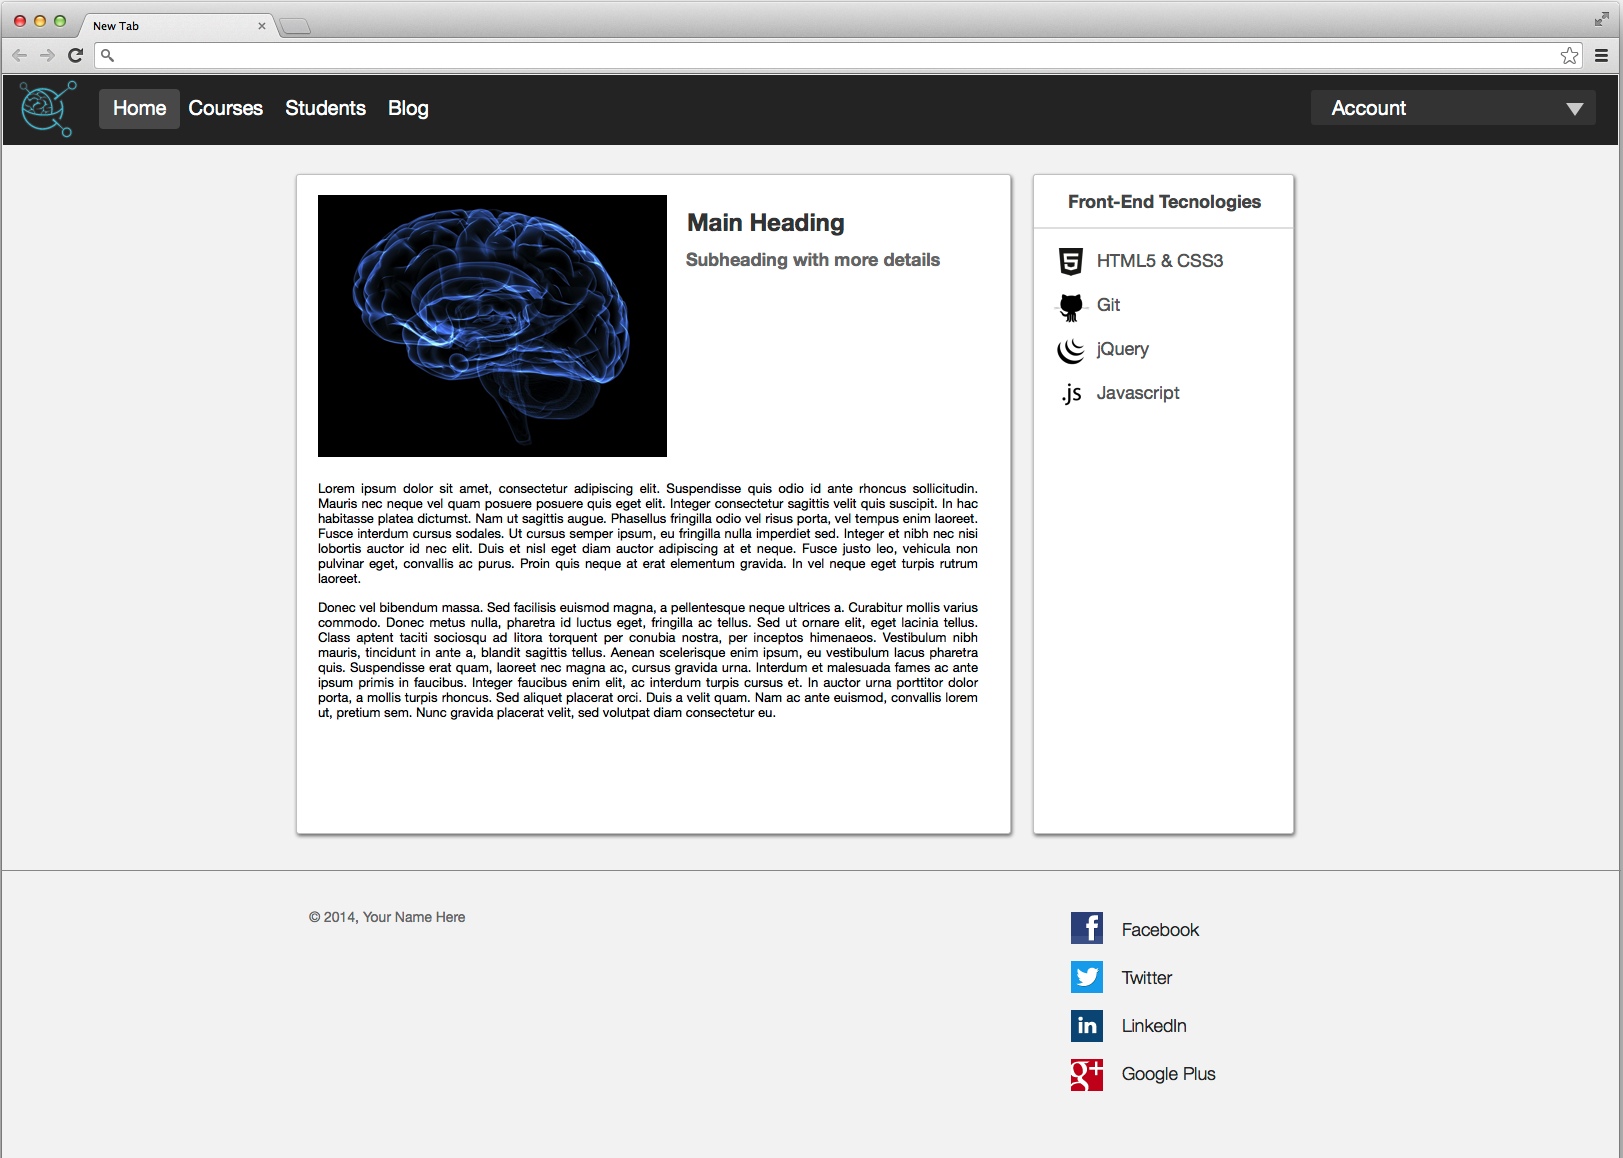 New Tab
Home Courses Students Blog
Account
Main Heading
Subheading with more details
Lorem ipsum dolor sit amet, consectetur adipiscing elit. Suspendisse quis odio id ante rhoncus sollicitudin.
Mauris nec neque vel quam posuere posuere quis eget elit. Integer consectetur sagittis velit quis suscipit. In hac
habitasse platea dictumst. Nam ut sagittis augue. Phasellus fringilla odio vel risus porta, vel tempus enim laoreet.
Fusce interdum cursus sodales. Ut cursus semper ipsum, eu fringilla nulla imperdiet sed. Integer et nibh nec nisi
lobortis auctor id nec elit. Duis et nisl eget diam auctor adipiscing at et neque. Fusce justo leo, vehicula non
pulvinar eget, convallis ac purus. Proin quis neque at erat elementum gravida. In vel neque eget turpis rutrum
laoreet.
Donec vel bibendum massa. Sed facilisis euismod magna, a pellentesque neque ultrices a. Curabitur mollis varius
commodo. Donec metus nulla, pharetra id luctus eget, fringilla ac tellus. Sed ut ornare elit, eget lacinia tellus.
Class aptent taciti sociosqu ad litora torquent per conubia nostra, per inceptos himenaeos. Vestibulum nibh
mauris, tincidunt in ante a, blandit sagittis tellus. Aenean scelerisque enim ipsum, eu vestibulum lacus pharetra
quis. Suspendisse erat quam, laoreet nec magna ac, cursus gravida urna. Interdum et malesuada fames ac ante
ipsum primis in faucibus. Integer faucibus enim elit, ac interdum turpis cursus et. In auctor urna porttitor dolor
porta, a mollis turpis rhoncus. Sed aliquet placerat orci. Duis a velit quam. Nam ac ante euismod, convallis lorem
ut, pretium sem. Nunc gravida placerat velit, sed volutpat diam consectetur eu.
Front-End Tecnologies
5 HTML5 & CSS3
Git
jQuery
.js Javascript
© 2014, Your Name Here
f Facebook
Twitter
in LinkedIn
g+ Google Plus